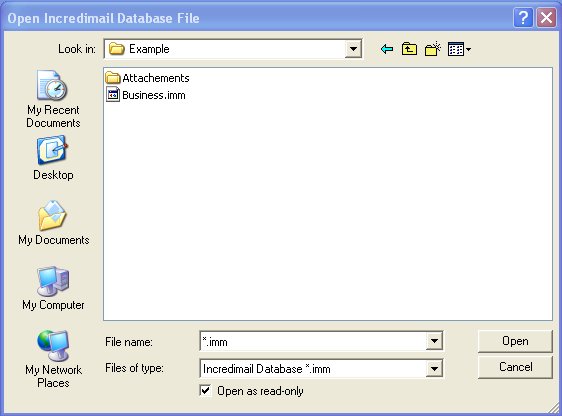 Open Incredimail Database File
Look in: Example
Attachements
Business.imm
My Recent
Documents
Desktop
My Documents
My Computer
My Network
Places
File name: *.imm Open
Files of type: Incredimail Database *.imm Cancel
Open as read-only